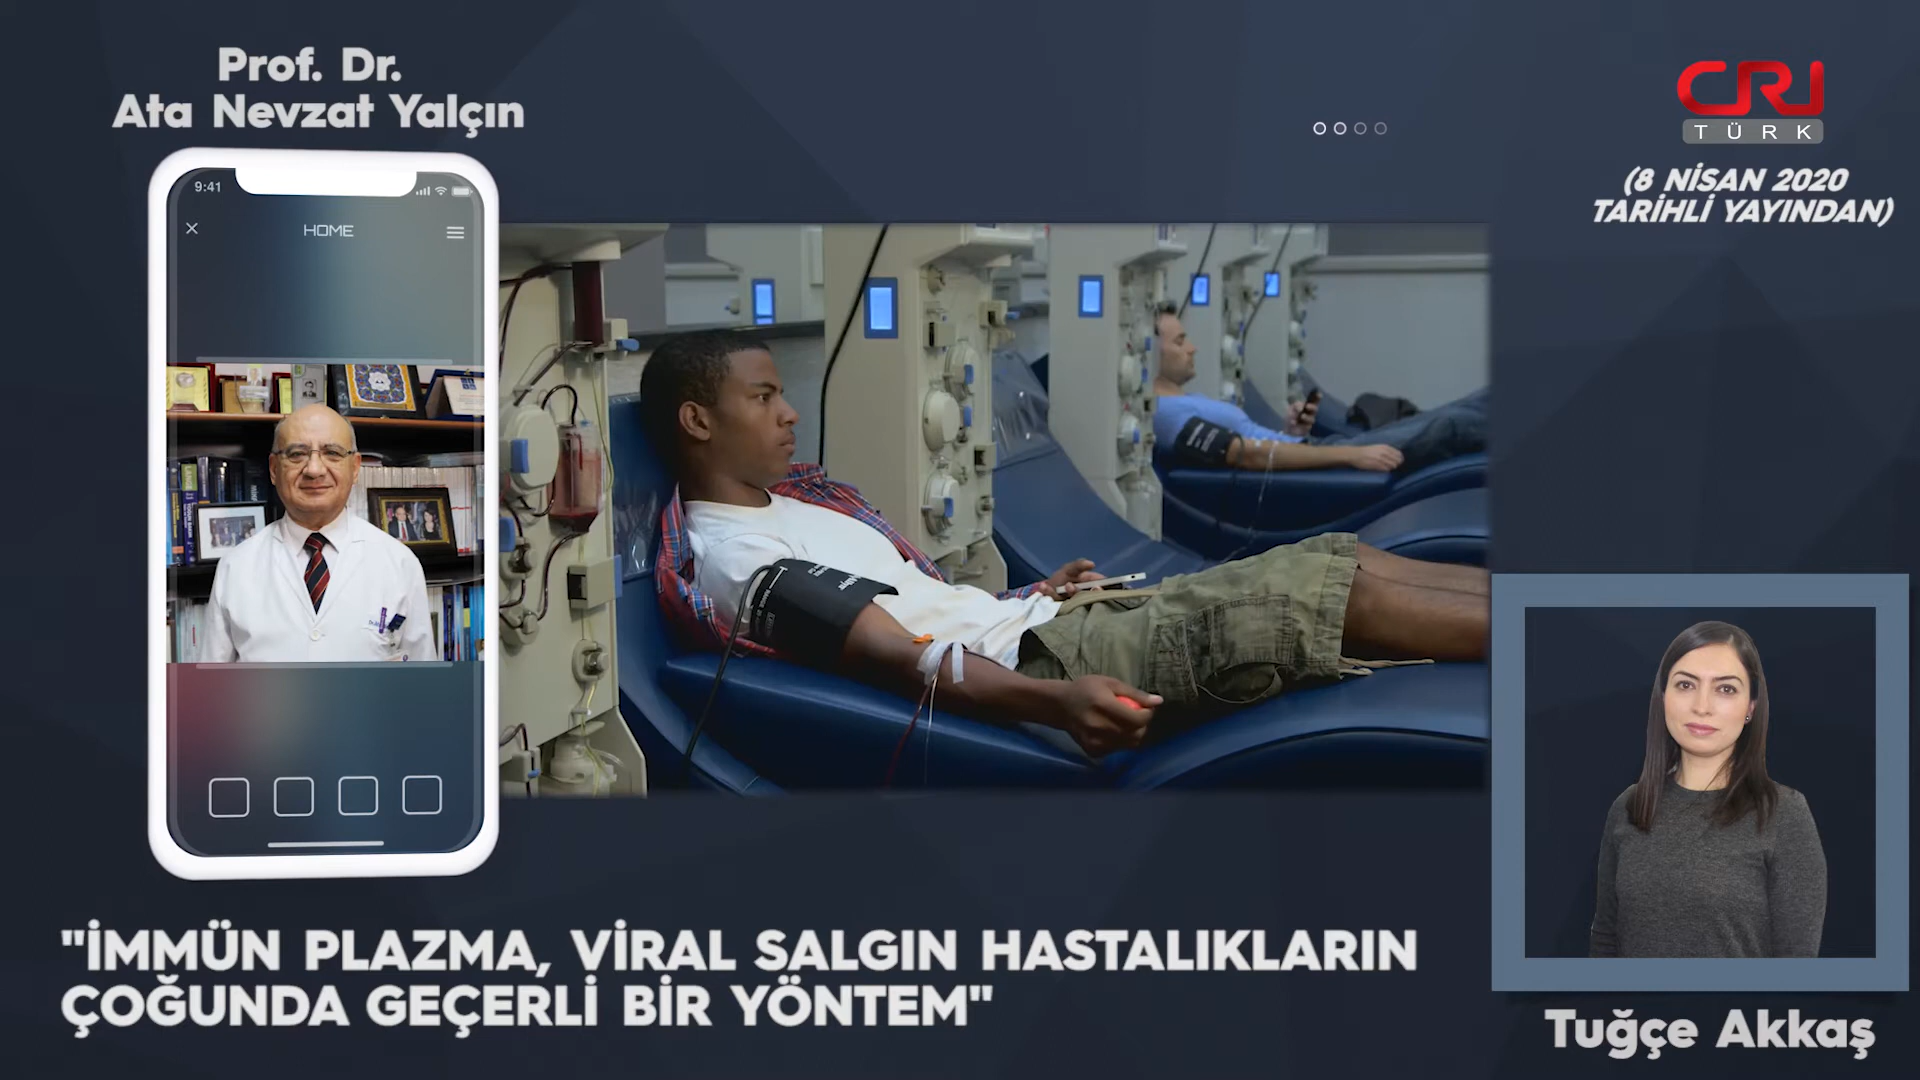 Prof. Dr.
Ata Nevzat Yalçın
CRI
TÜRK
(8 NİSAN 2020
TARİHLİ YAYINDAN)
9:41
HOME
"İMMÜN PLAZMA, VİRAL SALGIN HASTALIKLARIN
ÇOĞUNDA GEÇERLİ BİR YÖNTEM"
Tuğçe Akkaş